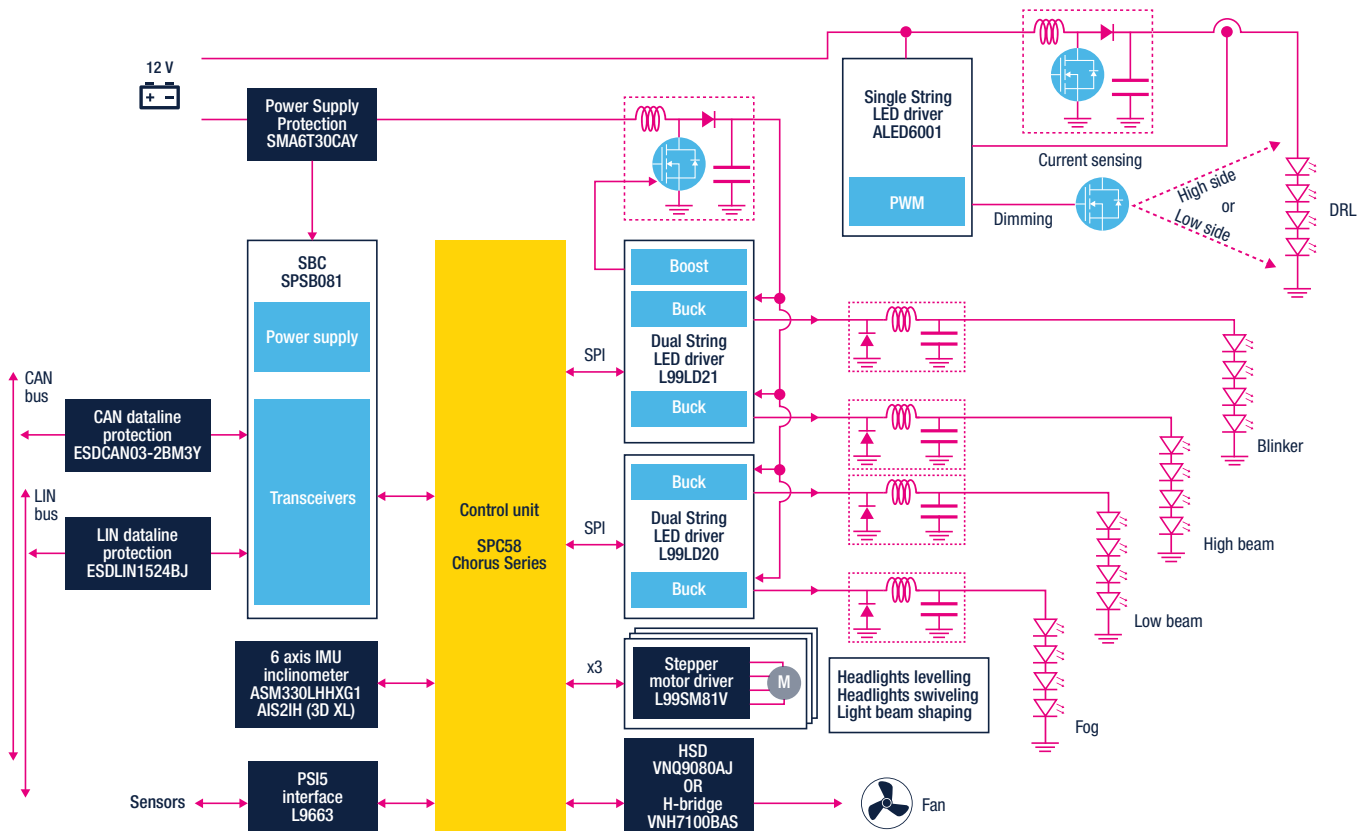 12 V
Power Supply
Protection
SMA6T30CAY
Single String
LED driver
ALED6001
PWM
Current sensing
Dimming
High side
or
Low side
DRL
SBC
SPSB081
Power supply
Transceivers
CAN
bus
CAN dataline
protection
ESDCAN03-2BM3Y
LIN
bus
LIN dataline
protection
ESDLIN1524BJ
Control unit
SPC58
Chorus Series
SPI
Boost
Buck
Dual String
LED driver
L99LD21
Buck
SPI
Buck
Dual String
LED driver
L99LD20
Buck
Blinker
High beam
Low beam
Fog
6 axis IMU
inclinometer
ASM330LHHXG1
AIS2IH (3D XL)
x3
Stepper
motor driver
L99SM81V
M
Headlights levelling
Headlights swiveling
Light beam shaping
Sensors
PSI5
interface
L9663
HSD
VNQ9080AJ
OR
H-bridge
VNH7100BAS
Fan